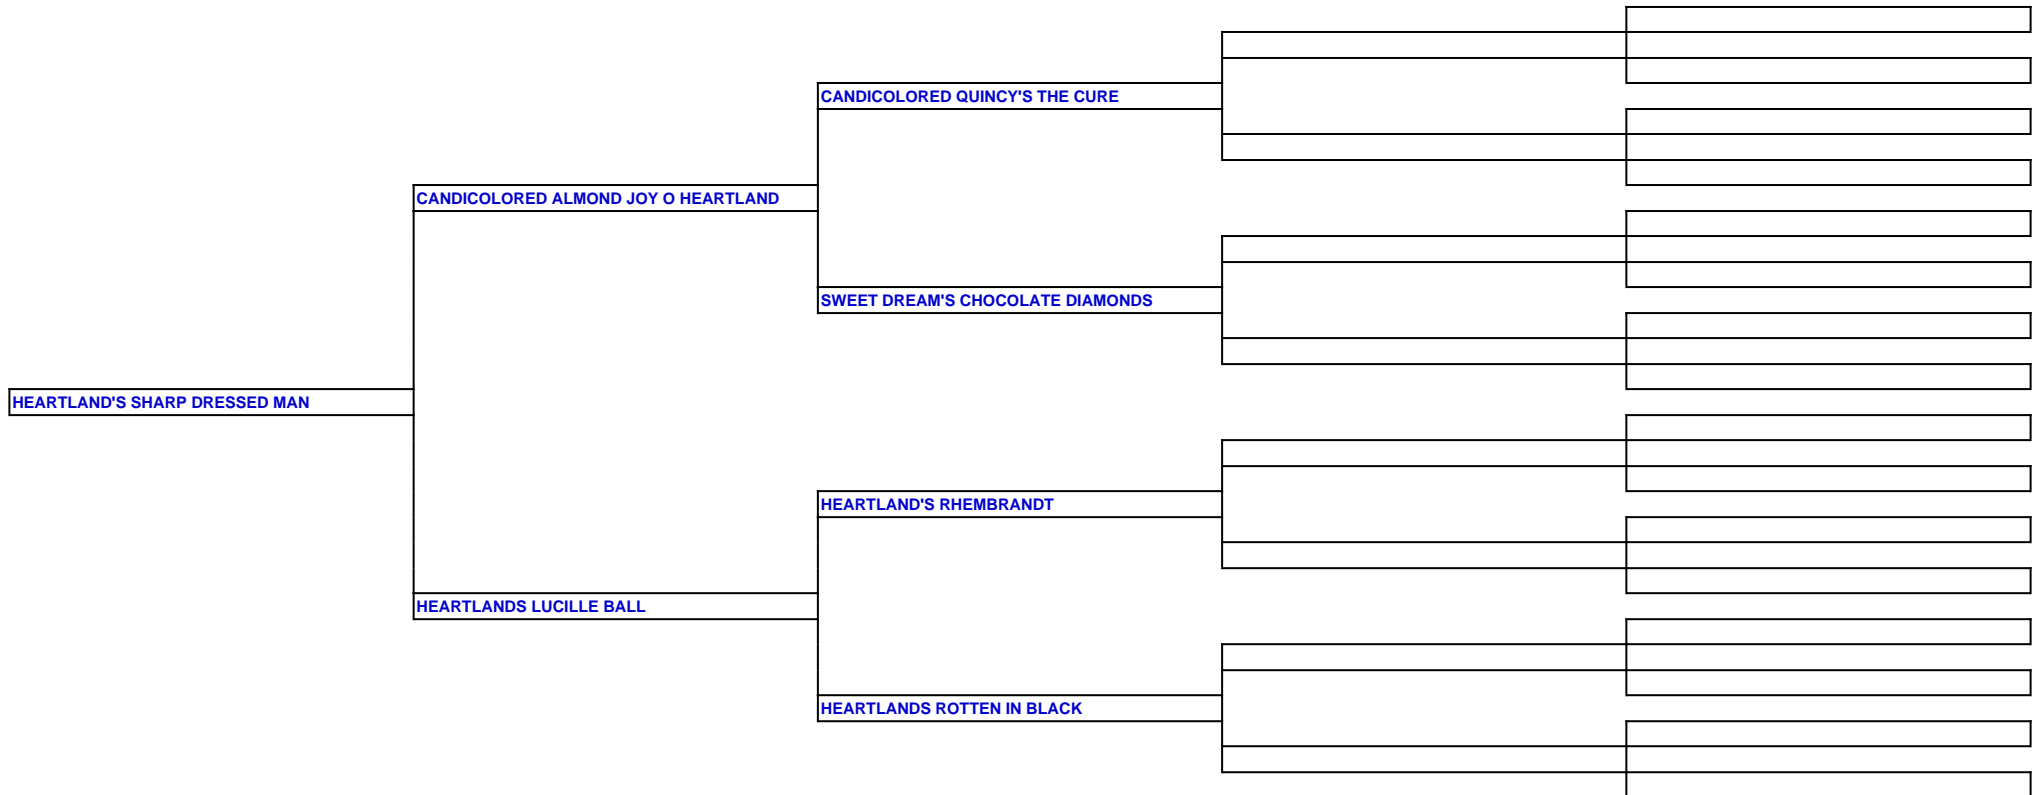 CANDICOLORED QUINCY'S THE CURE
CANDICOLORED ALMOND JOY O HEARTLAND
SWEET DREAM'S CHOCOLATE DIAMONDS
HEARTLAND'S SHARP DRESSED MAN
HEARTLAND'S RHEMBRANDT
HEARTLANDS LUCILLE BALL
HEARTLANDS ROTTEN IN BLACK